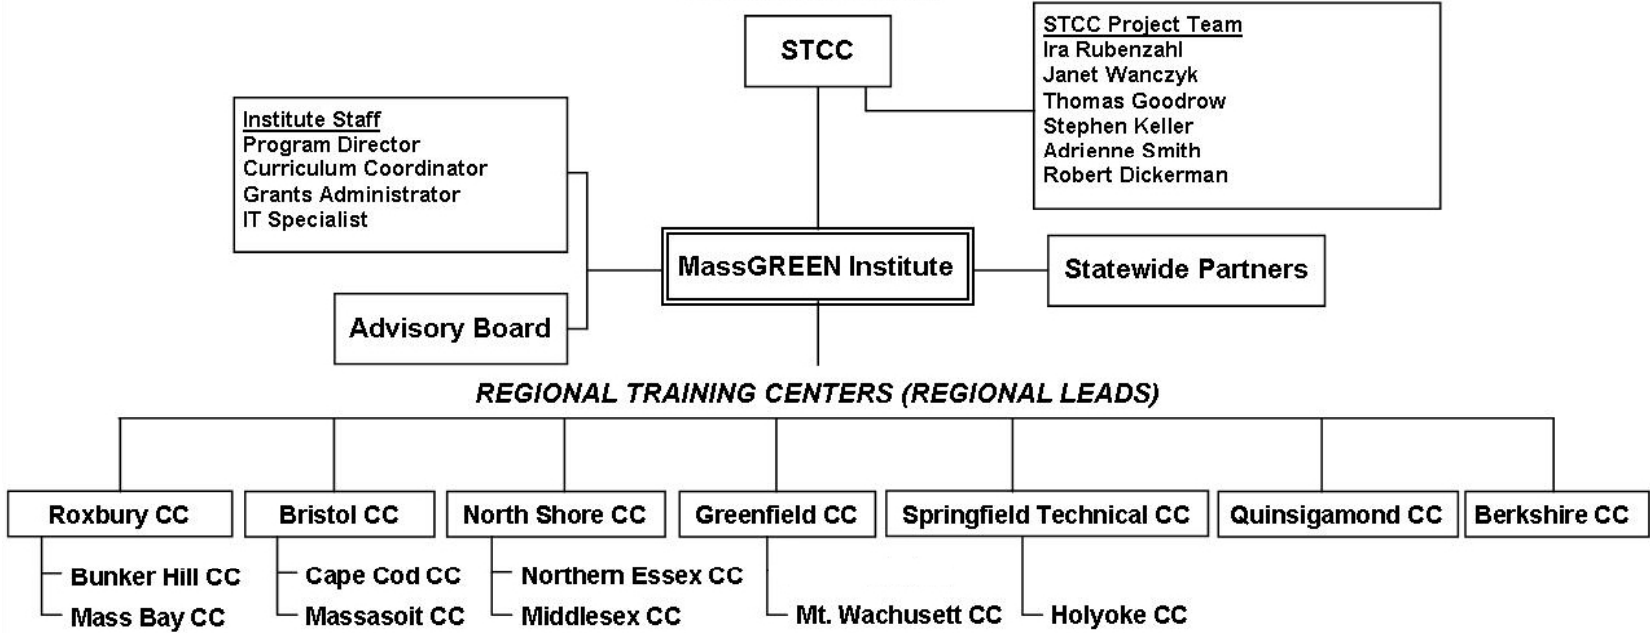 STCC
STCC Project Team
Ira Rubenzahl
Janet Wanczyk
Thomas Goodrow
Stephen Keller
Adrienne Smith
Robert Dickerman
Institute Staff
Program Director
Curriculum Coordinator
Grants Administrator
IT Specialist
MassGREEN Institute
Statewide Partners
Advisory Board
REGIONAL TRAINING CENTERS (REGIONAL LEADS)
Roxbury CC
Bristol CC
North Shore CC
Greenfield CC
Springfield Technical CC
Quinsigamond CC
Berkshire CC
Bunker Hill CC
Cape Cod CC
Northern Essex CC
Mass Bay CC
Massasoit CC
Middlesex CC
Mt. Wachusett CC
Holyoke CC